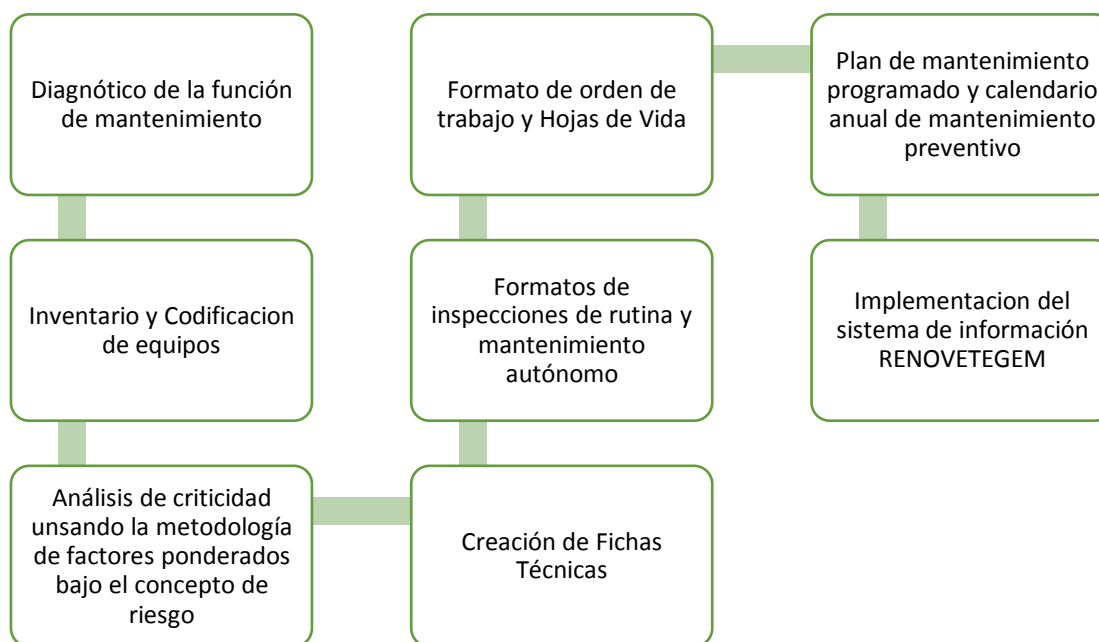 Diagnótico de la función
de mantenimiento
Inventario y Codificacion
de equipos
Análisis de criticidad
unsando la metodología
de factores ponderados
bajo el concepto de
riesgo
Creación de Fichas
Técnicas
Formatos de
inspecciones de rutina y
mantenimiento
autónomo
Formato de orden de
trabajo y Hojas de Vida
Plan de mantenimiento
programado y calendario
anual de mantenimiento
preventivo
Implementacion del
sistema de información
RENOVETEGEM